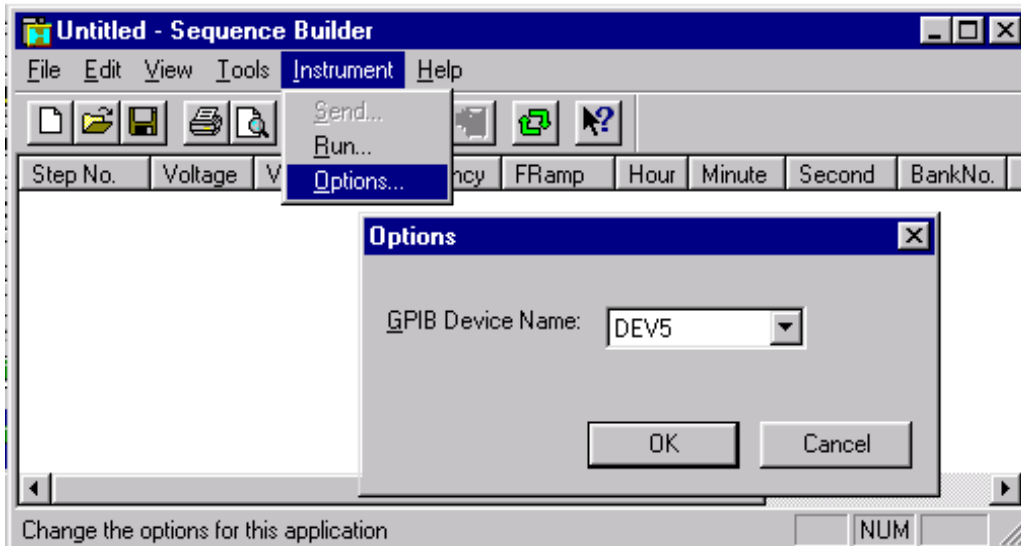 Untitled - Sequence Builder
File Edit View Tools Instrument Help
Send...
Run...
Options...
Step No. Voltage V ncy FRamp Hour Minute Second BankNo.
Options
GPIB Device Name: DEV5
OK Cancel
Change the options for this application NUM